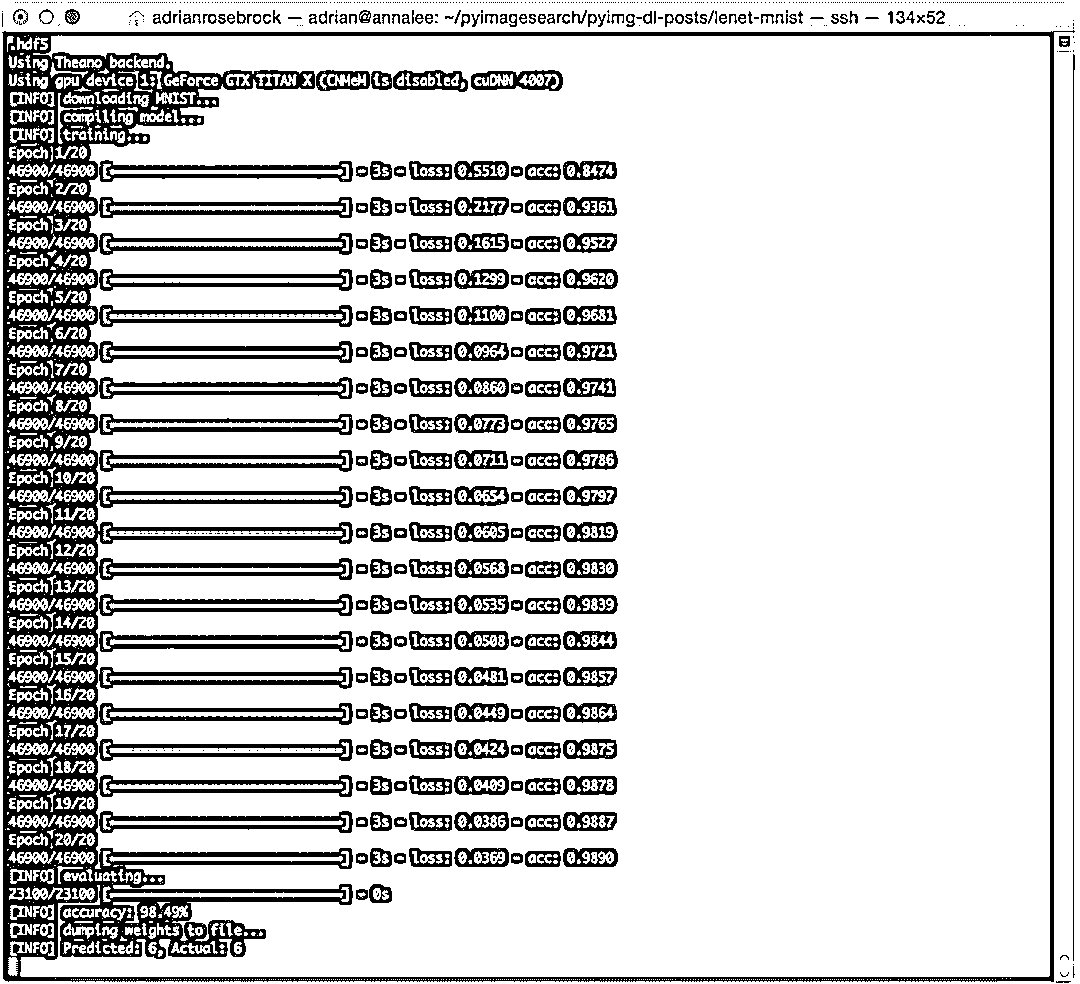 adrianrosebrock — adrian@annalee: ~/pyimagesearch/pyimg-dl-posts/lenet-mnist — ssh — 134×52
.hdf5
Using Theano backend.
Using gpu device 1: GeForce GTX TITAN X (CNMeM is disabled, cuDNN 4007)
[INFO] downloading MNIST...
[INFO] compiling model...
[INFO] training...
Epoch 1/20
46900/46900 [==============================] - 3s - loss: 0.5510 - acc: 0.8474
Epoch 2/20
46900/46900 [==============================] - 3s - loss: 0.2177 - acc: 0.9361
Epoch 3/20
46900/46900 [==============================] - 3s - loss: 0.1615 - acc: 0.9527
Epoch 4/20
46900/46900 [==============================] - 3s - loss: 0.1299 - acc: 0.9620
Epoch 5/20
46900/46900 [==============================] - 3s - loss: 0.1100 - acc: 0.9681
Epoch 6/20
46900/46900 [==============================] - 3s - loss: 0.0964 - acc: 0.9721
Epoch 7/20
46900/46900 [==============================] - 3s - loss: 0.0860 - acc: 0.9741
Epoch 8/20
46900/46900 [==============================] - 3s - loss: 0.0773 - acc: 0.9765
Epoch 9/20
46900/46900 [==============================] - 3s - loss: 0.0711 - acc: 0.9786
Epoch 10/20
46900/46900 [==============================] - 3s - loss: 0.0654 - acc: 0.9797
Epoch 11/20
46900/46900 [==============================] - 3s - loss: 0.0605 - acc: 0.9819
Epoch 12/20
46900/46900 [==============================] - 3s - loss: 0.0568 - acc: 0.9830
Epoch 13/20
46900/46900 [==============================] - 3s - loss: 0.0535 - acc: 0.9839
Epoch 14/20
46900/46900 [==============================] - 3s - loss: 0.0508 - acc: 0.9844
Epoch 15/20
46900/46900 [==============================] - 3s - loss: 0.0481 - acc: 0.9857
Epoch 16/20
46900/46900 [==============================] - 3s - loss: 0.0449 - acc: 0.9864
Epoch 17/20
46900/46900 [==============================] - 3s - loss: 0.0424 - acc: 0.9875
Epoch 18/20
46900/46900 [==============================] - 3s - loss: 0.0409 - acc: 0.9878
Epoch 19/20
46900/46900 [==============================] - 3s - loss: 0.0386 - acc: 0.9887
Epoch 20/20
46900/46900 [==============================] - 3s - loss: 0.0369 - acc: 0.9890
[INFO] evaluating...
23100/23100 [==============================] - 0s
[INFO] accuracy: 98.49%
[INFO] dumping weights to file...
[INFO] Predicted: 6, Actual: 6